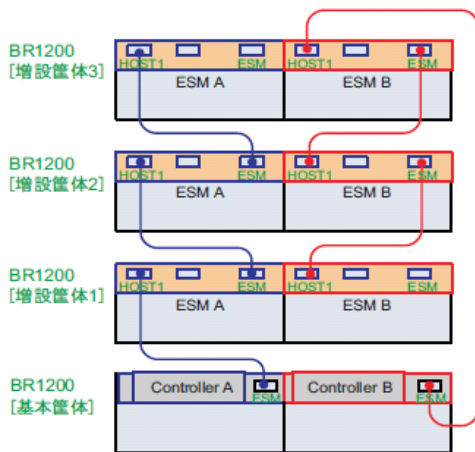 BR1200
[増設筐体3]
HOST1 ESM HOST1 ESM
ESM A ESM B
BR1200
[増設筐体2]
HOST1 ESM HOST1 ESM
ESM A ESM B
BR1200
[増設筐体1]
HOST1 ESM HOST1 ESM
ESM A ESM B
BR1200
[基本筐体]
Controller A Controller B
ESM ESM